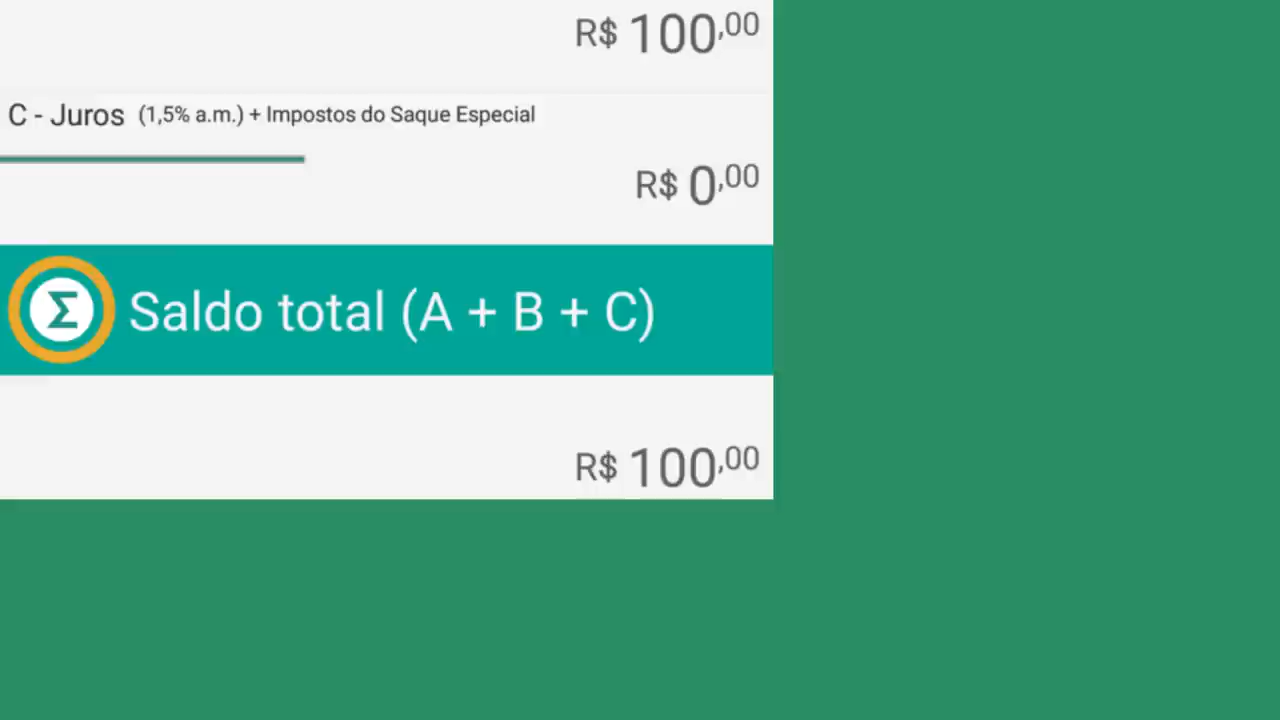 R$ 100,00
C - Juros (1,5% a.m.) + Impostos do Saque Especial
R$ 0,00
Σ Saldo total (A + B + C)
R$ 100,00